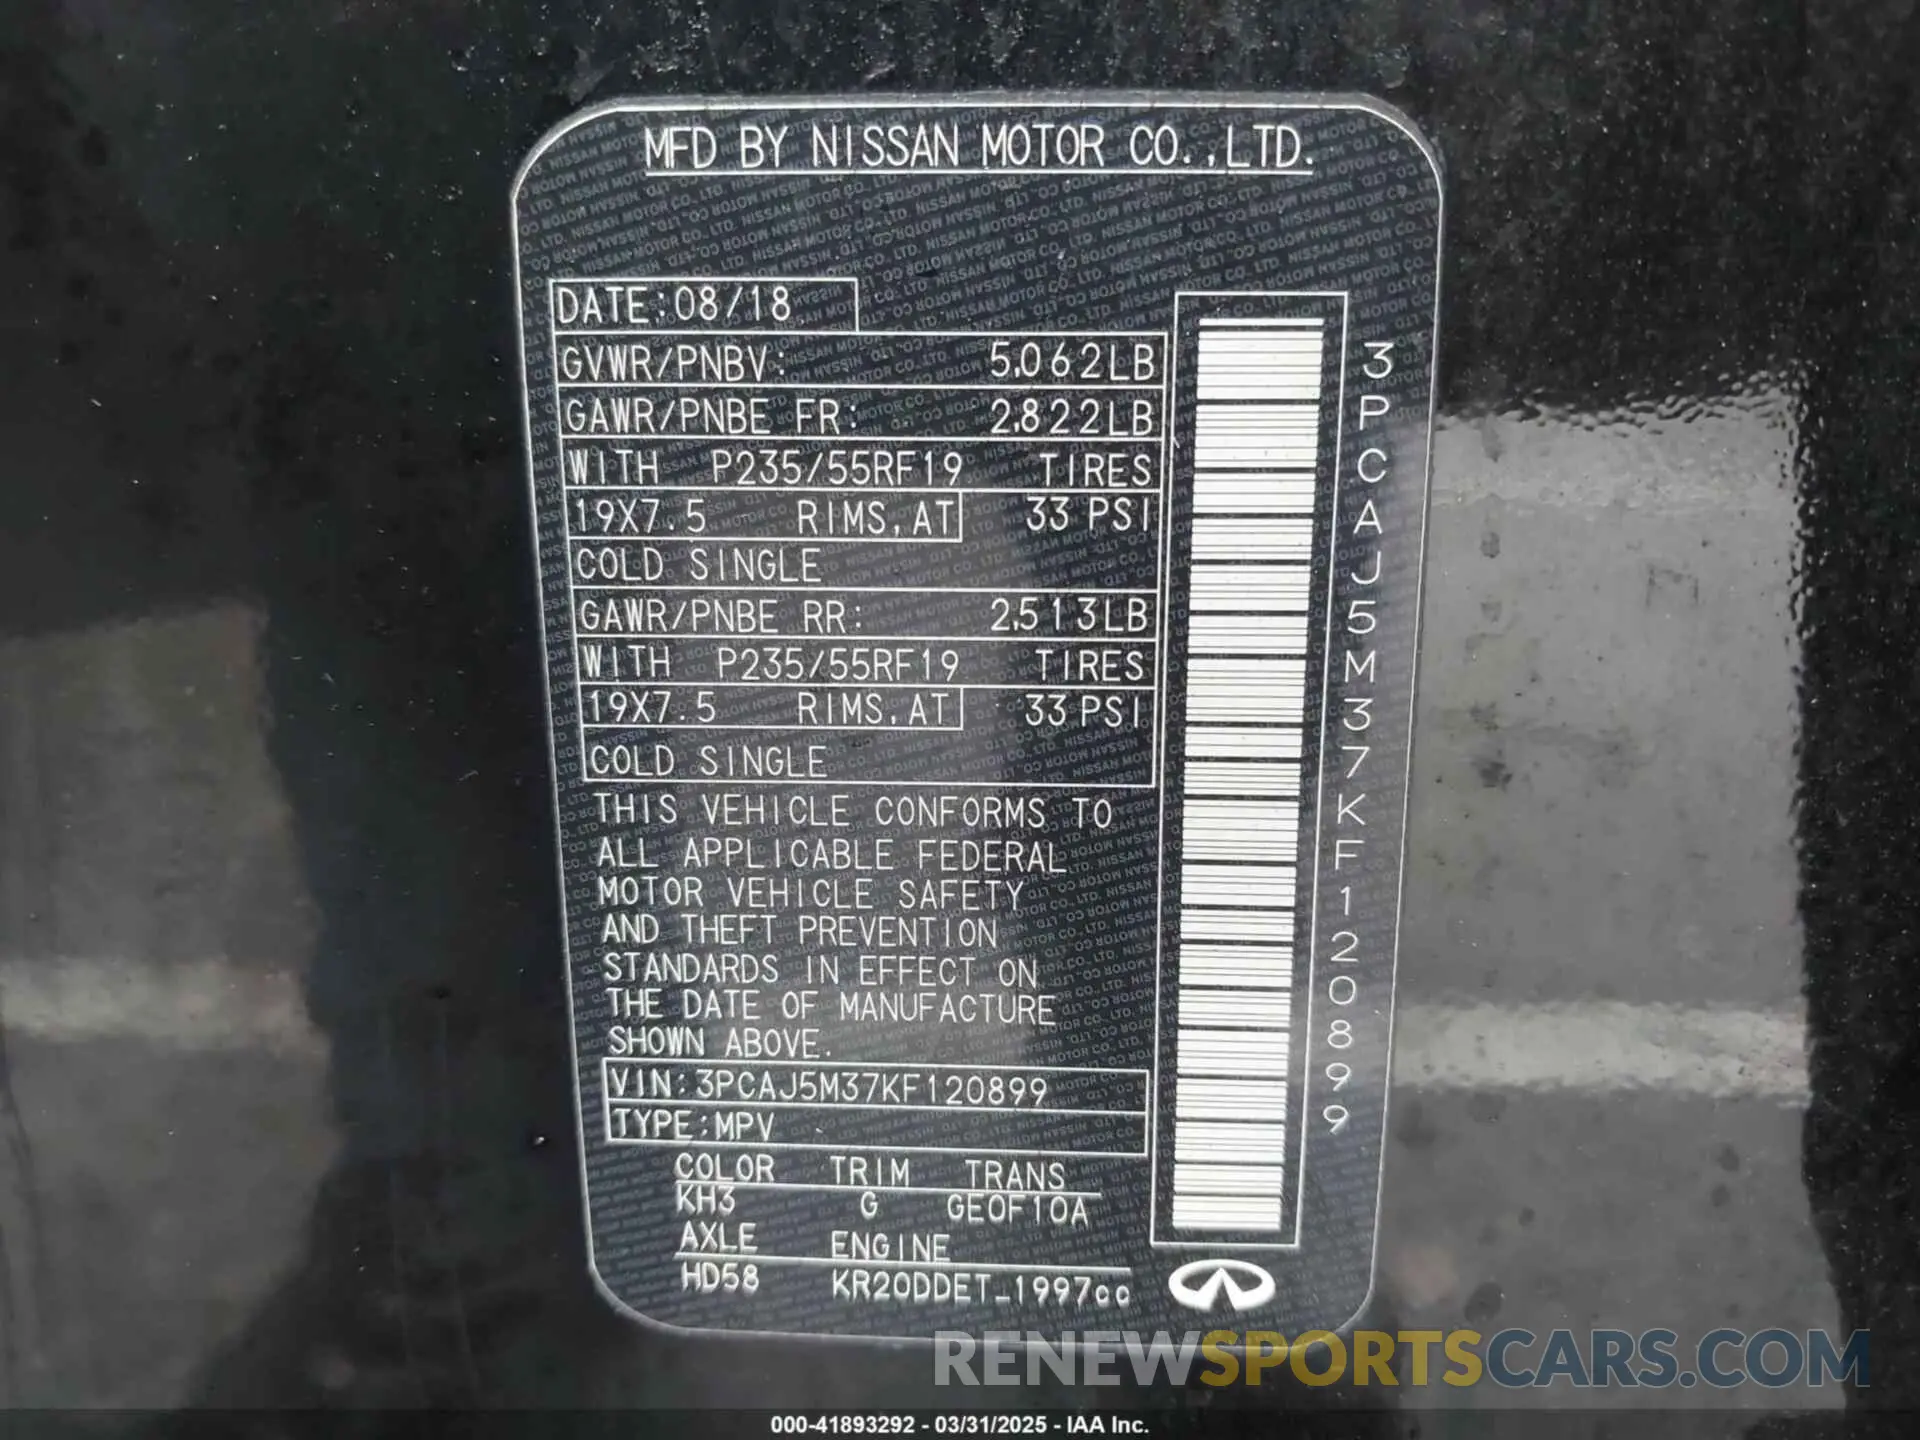 MFD BY NISSAN MOTOR CO.,LTD.
DATE:08/18
GVWR/PNBV: 5,062LB
GAWR/PNBE FR: 2,822LB
WITH P235/55RF19 TIRES
19X7.5 RIMS,AT 33 PSI
COLD SINGLE
GAWR/PNBE RR: 2,513LB
WITH P235/55RF19 TIRES
19X7.5 RIMS,AT 33 PSI
COLD SINGLE
THIS VEHICLE CONFORMS TO
ALL APPLICABLE FEDERAL
MOTOR VEHICLE SAFETY
AND THEFT PREVENTION
STANDARDS IN EFFECT ON
THE DATE OF MANUFACTURE
SHOWN ABOVE.
VIN:3PCAJ5M37KF120899
TYPE:MPV
COLOR TRIM TRANS
KH3 G GE0F10A
AXLE ENGINE
HD58 KR20DDET_1997cc
3PCAJ5M37KF120899
RENEWSPORTSCARS.COM
000-41893292 - 03/31/2025 - IAA Inc.